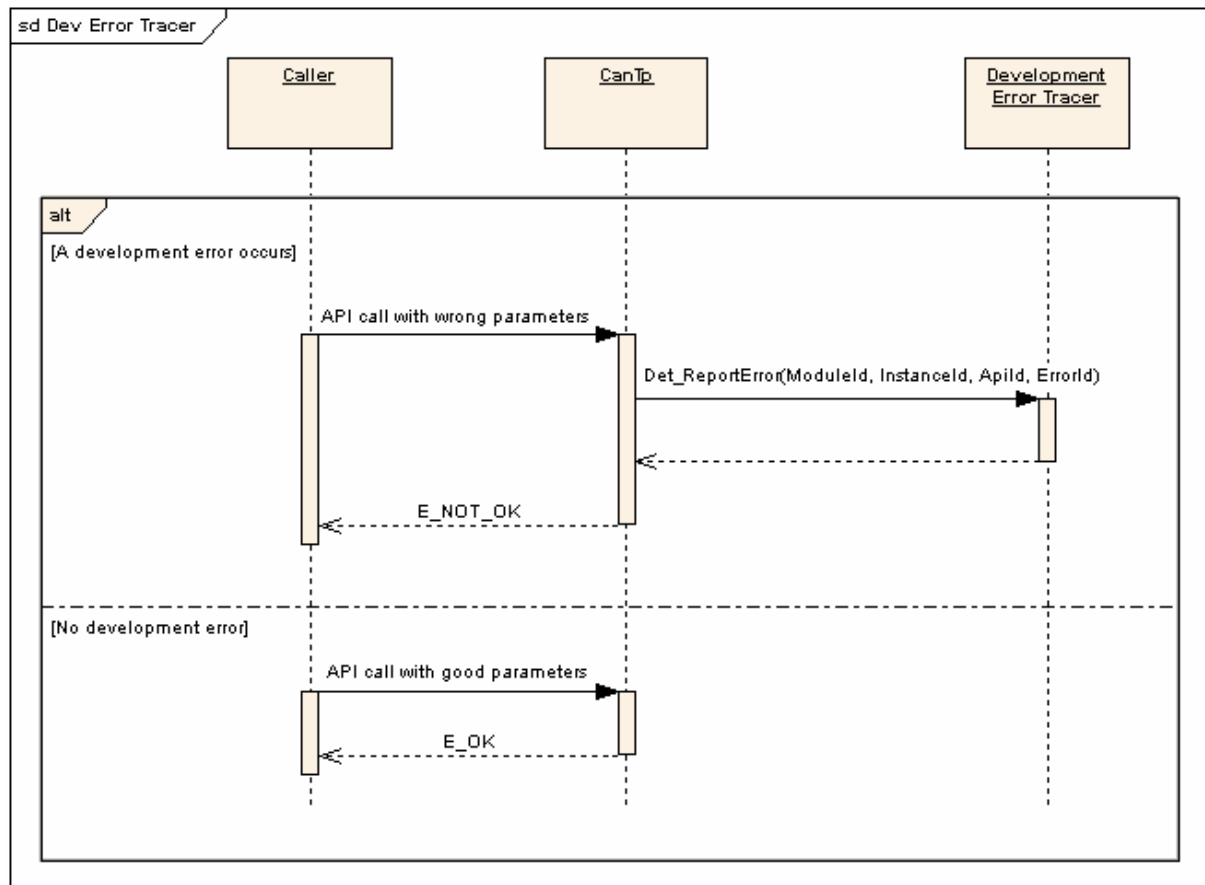 sd Dev Error Tracer
Caller
CanTp
Development
Error Tracer
alt
[A development error occurs]
API call with wrong parameters
Det_ReportError(ModuleId, InstanceId, ApiId, ErrorId)
E_NOT_OK
[No development error]
API call with good parameters
E_OK